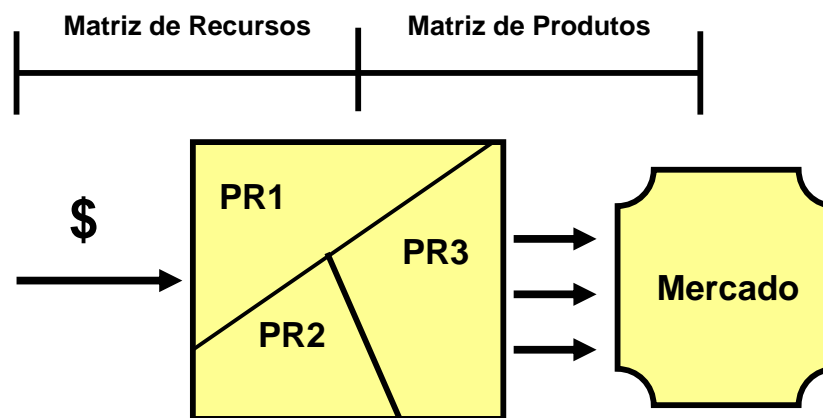 Matriz de Recursos
Matriz de Produtos
$
PR1
PR3
PR2
Mercado